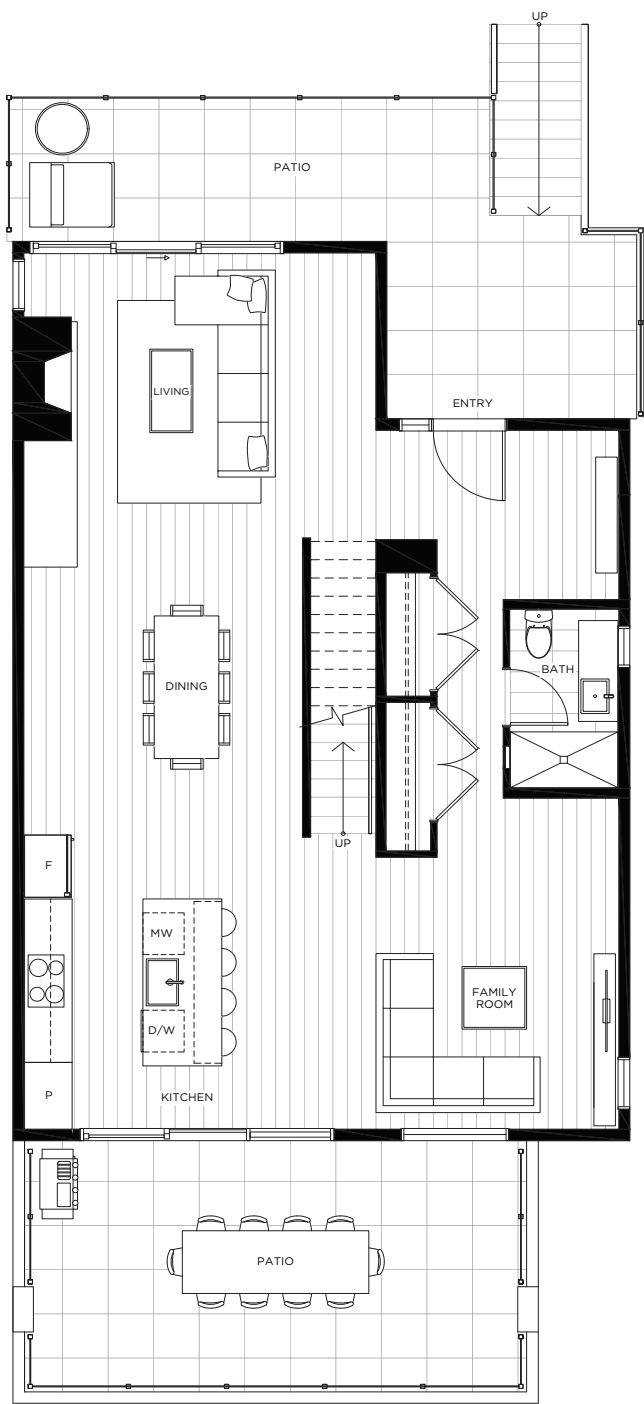 UP
PATIO
ENTRY
LIVING
BATH
DINING
UP
F
MW
FAMILY
ROOM
D/W
P
KITCHEN
PATIO